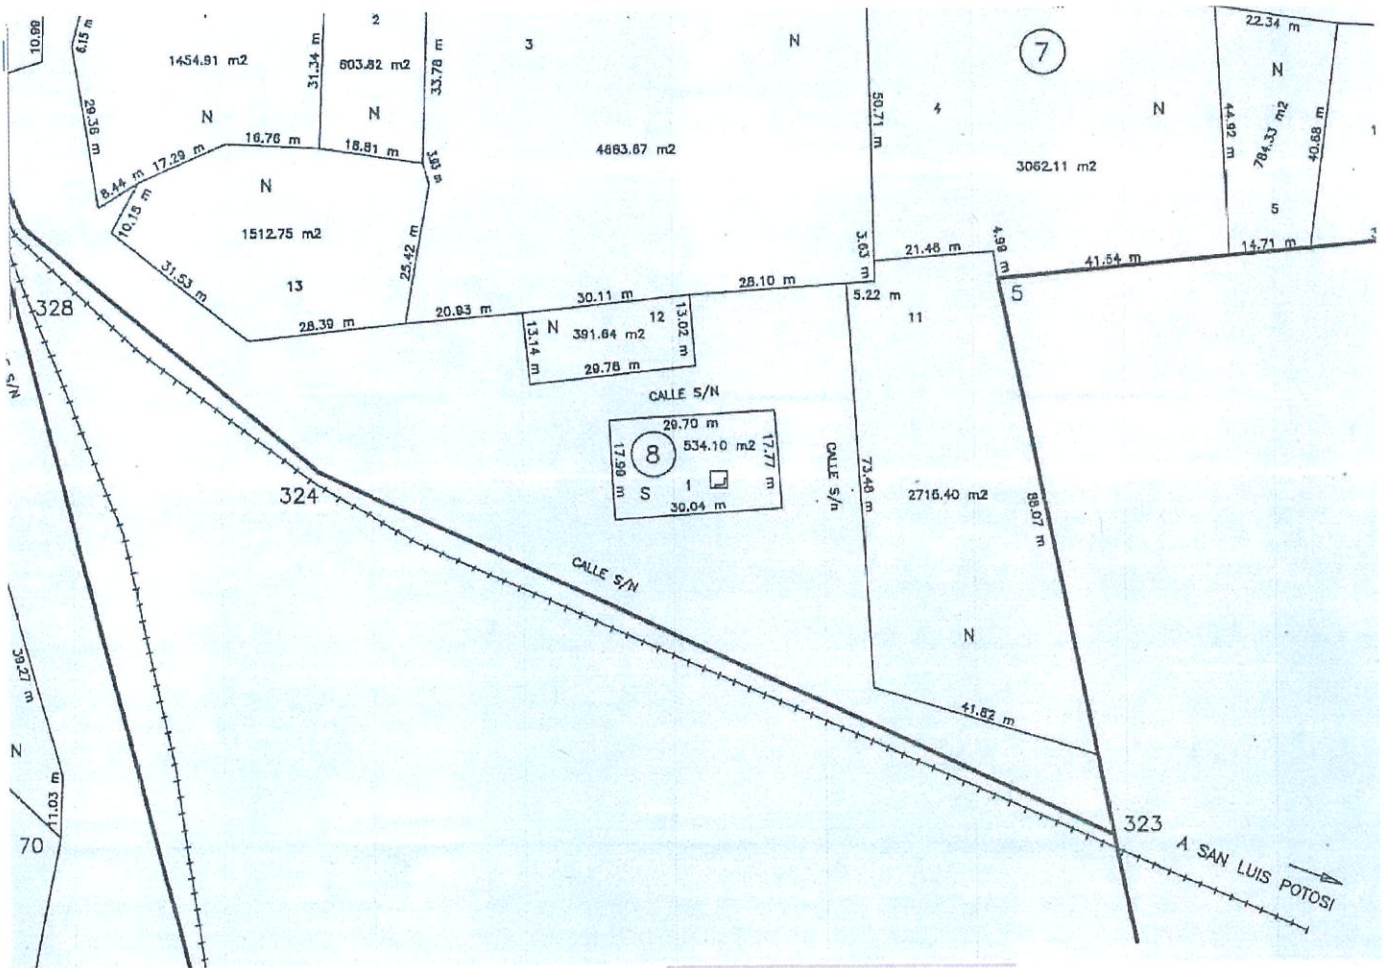 10.99
6.15 m
1454.91 m2
31.34 m
2
603.82 m2
33.78 m
3
N
7
22.34 m
N
29.36 m
N
N
50.71 m
4
N
44.92 m
784.33 m2
40.68 m
1
16.76 m
18.81 m
17.29 m
8.44 m
3.83 m
4663.67 m2
3062.11 m2
N
10.15 m
1512.75 m2
5
25.42 m
3.63 m
21.46 m
4.99 m
41.54 m
14.71 m
31.53 m
13
30.11 m
28.10 m
5.22 m
5
328
28.39 m
20.93 m
13.14 m
N
391.64 m2
12
13.02 m
11
29.78 m
S/N
CALLE S/N
29.70 m
17.90 m
8
534.10 m2
17.77 m
S
1
30.04 m
CALLE S/n
73.48 m
2716.40 m2
88.07 m
324
CALLE S/N
N
39.27 m
41.62 m
N
11.03 m
70
323
A SAN LUIS POTOSI